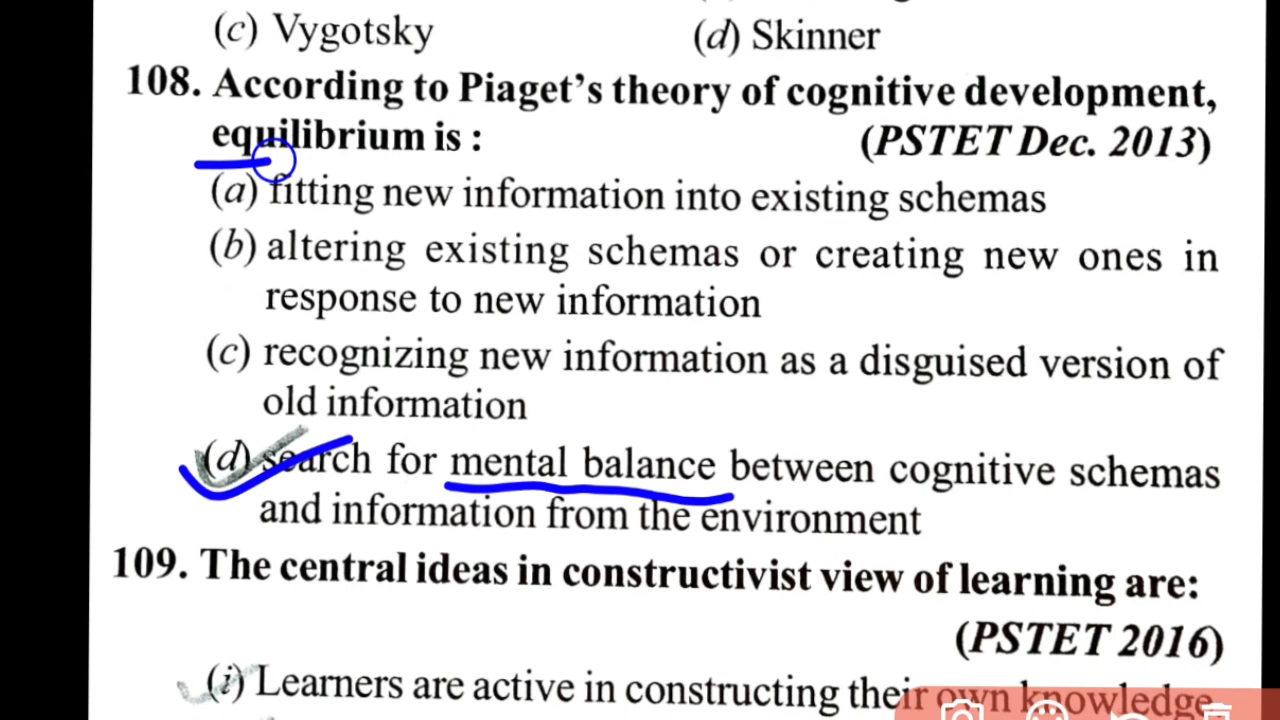 (c) Vygotsky (d) Skinner
108. According to Piaget's theory of cognitive development,
equilibrium is : (PSTET Dec. 2013)
(a) fitting new information into existing schemas
(b) altering existing schemas or creating new ones in
response to new information
(c) recognizing new information as a disguised version of
old information
(d) search for mental balance between cognitive schemas
and information from the environment
109. The central ideas in constructivist view of learning are:
(PSTET 2016)
(i) Learners are active in constructing their own knowledge